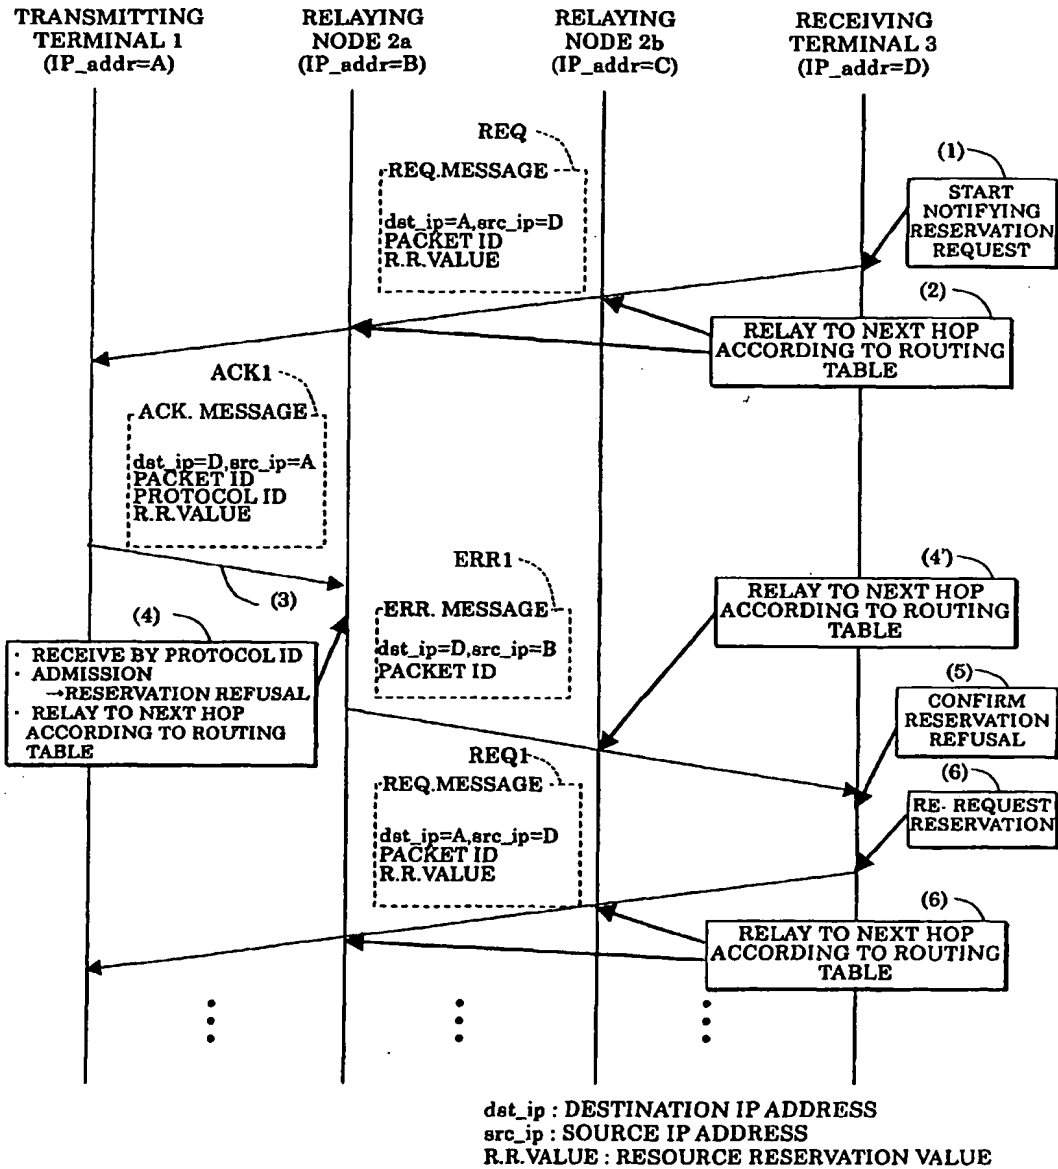 TRANSMITTING
TERMINAL 1
(IP_addr=A)
RELAYING
NODE 2a
(IP_addr=B)
RELAYING
NODE 2b
(IP_addr=C)
RECEIVING
TERMINAL 3
(IP_addr=D)
REQ
REQ.MESSAGE
dst_ip=A,src_ip=D
PACKET ID
R.R.VALUE
(1)
START
NOTIFYING
RESERVATION
REQUEST
(2)
RELAY TO NEXT HOP
ACCORDING TO ROUTING
TABLE
ACK1
ACK. MESSAGE
dst_ip=D,src_ip=A
PACKET ID
PROTOCOL ID
R.R.VALUE
(3)
(4)
· RECEIVE BY PROTOCOL ID
· ADMISSION
→RESERVATION REFUSAL
· RELAY TO NEXT HOP
ACCORDING TO ROUTING
TABLE
ERR1
ERR. MESSAGE
dst_ip=D,src_ip=B
PACKET ID
(4')
RELAY TO NEXT HOP
ACCORDING TO ROUTING
TABLE
(5)
CONFIRM
RESERVATION
REFUSAL
REQ1
REQ.MESSAGE
dst_ip=A,src_ip=D
PACKET ID
R.R.VALUE
(6)
RE- REQUEST
RESERVATION
(6)
RELAY TO NEXT HOP
ACCORDING TO ROUTING
TABLE
dst_ip : DESTINATION IP ADDRESS
src_ip : SOURCE IP ADDRESS
R.R.VALUE : RESOURCE RESERVATION VALUE